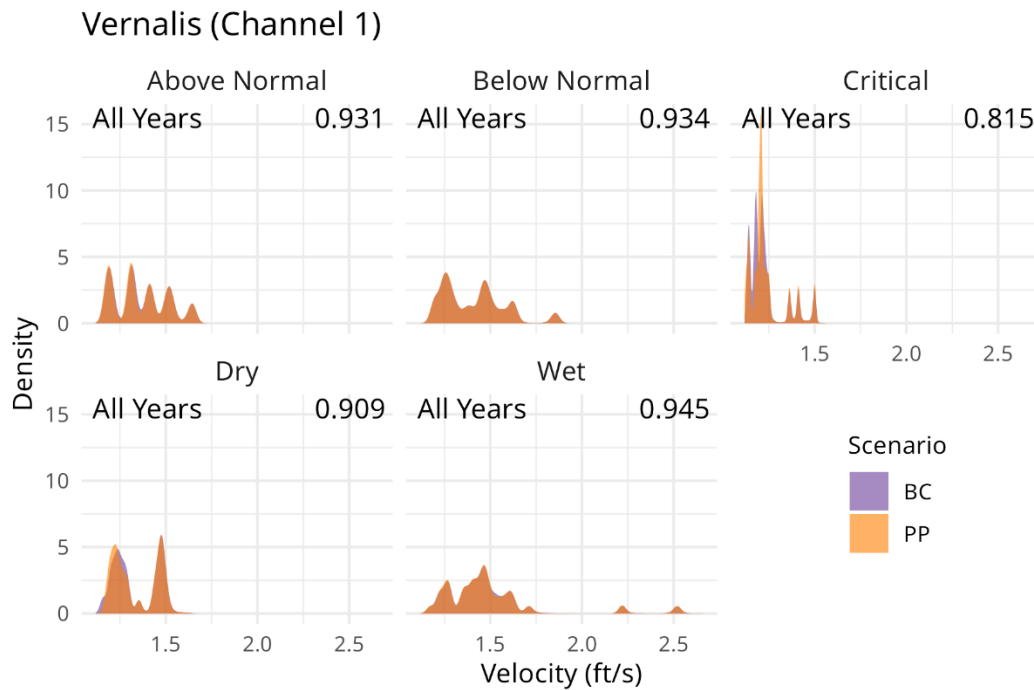 Vernalis (Channel 1)
Above Normal
Below Normal
Critical
All Years 0.931
All Years 0.934
All Years 0.815
15
10
5
0
1.5 2.0 2.5
Dry
Wet
All Years 0.909
All Years 0.945
15
10
5
0
1.5 2.0 2.5
1.5 2.0 2.5
Density
Velocity (ft/s)
Scenario
BC
PP